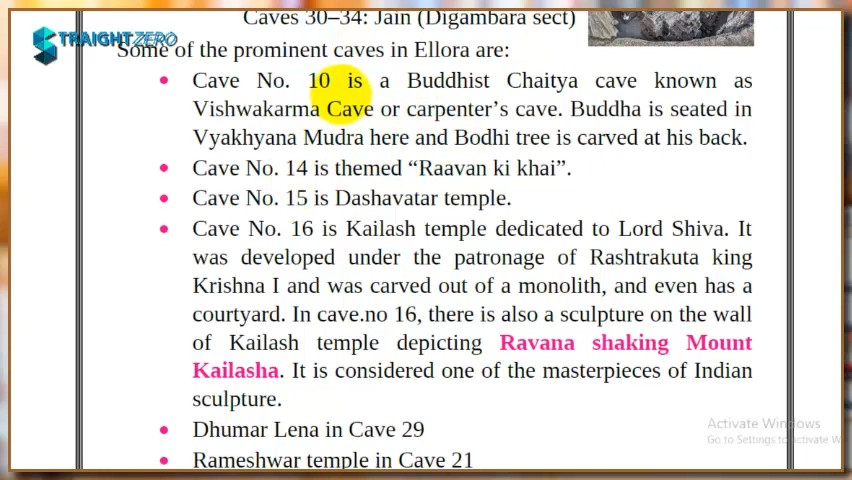 Caves 30–34: Jain (Digambara sect)
STRAIGHTZERO
Some of the prominent caves in Ellora are:
• Cave No. 10 is a Buddhist Chaitya cave known as
Vishwakarma Cave or carpenter’s cave. Buddha is seated in
Vyakhyana Mudra here and Bodhi tree is carved at his back.
• Cave No. 14 is themed “Raavan ki khai”.
• Cave No. 15 is Dashavatar temple.
• Cave No. 16 is Kailash temple dedicated to Lord Shiva. It
was developed under the patronage of Rashtrakuta king
Krishna I and was carved out of a monolith, and even has a
courtyard. In cave.no 16, there is also a sculpture on the wall
of Kailash temple depicting Ravana shaking Mount
Kailasha. It is considered one of the masterpieces of Indian
sculpture.
• Dhumar Lena in Cave 29
• Rameshwar temple in Cave 21
Activate Windows
Go to Settings to activate W